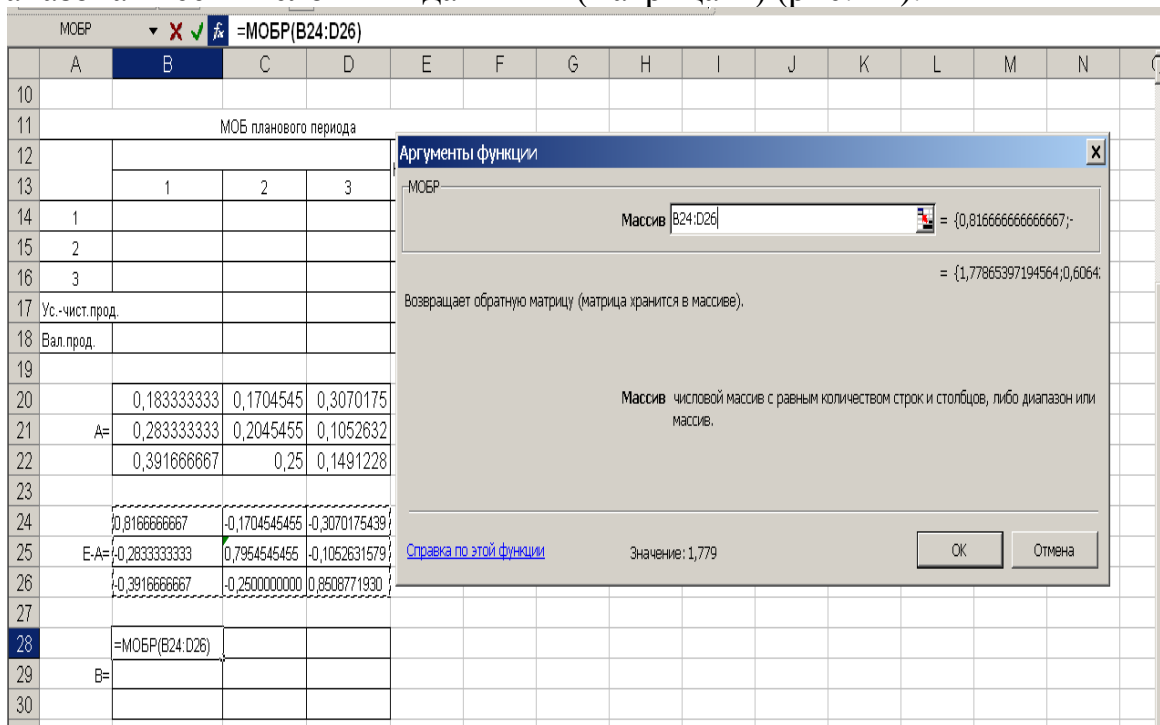 МОБР =МОБР(B24:D26)
A B C D E F G H I J K L M N
10
11 МОБ планового периода
12
13 1 2 3
14 1
15 2
16 3
17 Ус.-чист.прод.
18 Вал.прод.
19
20 0,183333333 0,1704545 0,3070175
21 A= 0,283333333 0,2045455 0,1052632
22 0,391666667 0,25 0,1491228
23
24 0,8166666667 -0,1704545455 -0,3070175439
25 E-A= -0,2833333333 0,7954545455 -0,1052631579
26 -0,3916666667 -0,2500000000 0,8508771930
27
28 =МОБР(B24:D26)
29 B=
30
Аргументы функции
МОБР
Массив B24:D26 = {0,816666666666667;-
= {1,77865397194564;0,6064
Возвращает обратную матрицу (матрица хранится в массиве).
Массив числовой массив с равным количеством строк и столбцов, либо диапазон или
массив.
Справка по этой функции Значение: 1,779 ОК Отмена